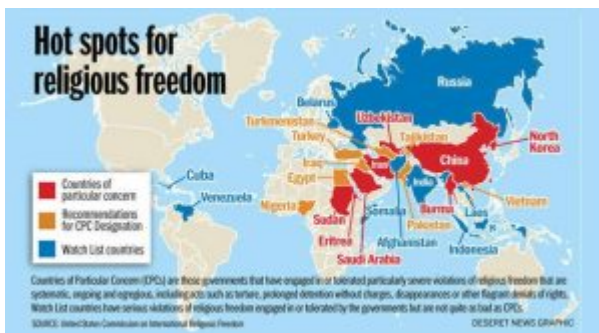 Hot spots for
religious freedom
Russia
Belarus
Uzbekistan
Turkmenistan
Tajikistan
Turkey
North
Korea
China
Iraq
Iran
Cuba
Egypt
India
Countries of
particular concern
Venezuela
Vietnam
Nigeria
Laos
Recommendations
for CPC Designation
Somalia
Burma
Sudan
Pakistan
Eritrea
Afghanistan
Indonesia
Watch List countries
Saudi Arabia
Countries of Particular Concern (CPCs) are those governments that have engaged in or tolerated particularly severe violations of religious freedom that are
systematic, ongoing and egregious, including acts such as torture, prolonged detention without charges, disappearances or other flagrant denials of rights.
Watch List countries have serious violations of religious freedom engaged in or tolerated by the governments but are not quite as bad as CPCs.
SOURCE: United States Commission on International Religious Freedom
DESERET NEWS GRAPHIC